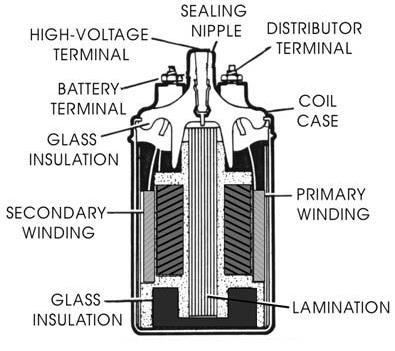 SEALING
NIPPLE
HIGH-VOLTAGE
TERMINAL
DISTRIBUTOR
TERMINAL
BATTERY
TERMINAL
COIL
CASE
GLASS
INSULATION
SECONDARY
WINDING
PRIMARY
WINDING
GLASS
INSULATION
LAMINATION